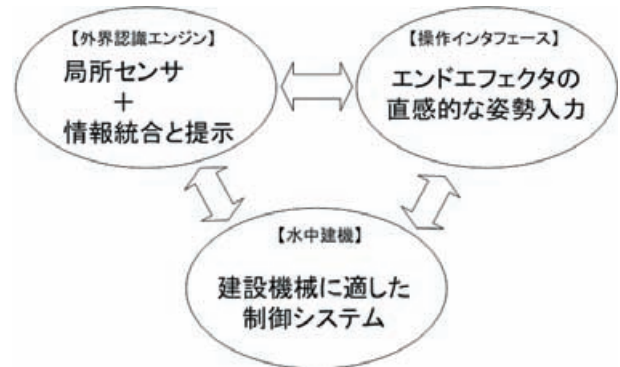 【外界認識エンジン】
局所センサ
＋
情報統合と提示
【操作インタフェース】
エンドエフェクタの
直感的な姿勢入力
【水中建機】
建設機械に適した
制御システム